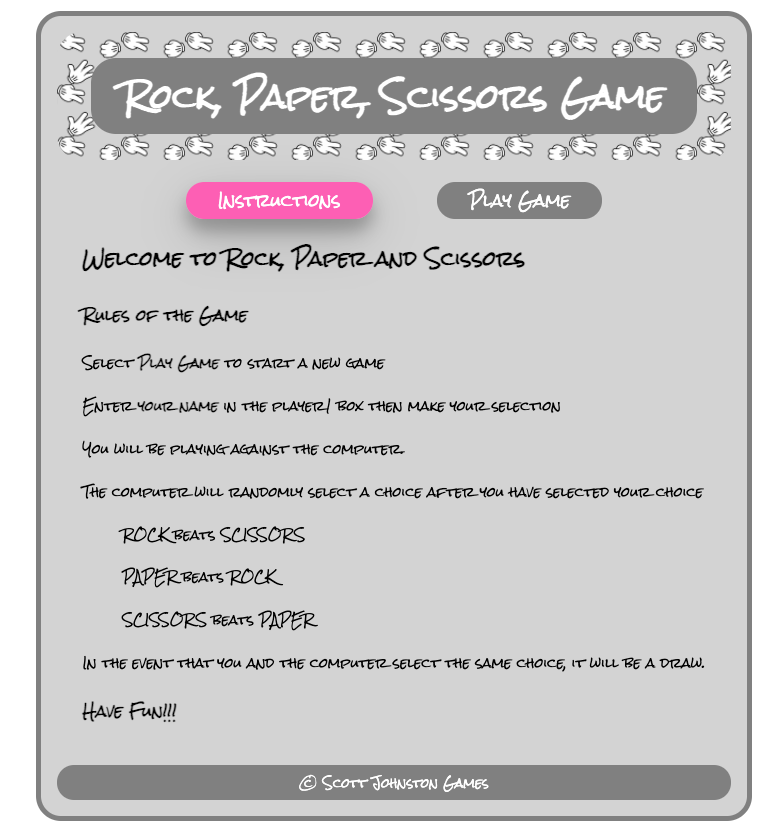 Rock, Paper, Scissors Game
Instructions
Play Game
Welcome to Rock, Paper and Scissors
Rules of the Game
Select Play Game to start a new game
Enter your name in the player1 box then make your selection
You will be playing against the computer.
The computer will randomly select a choice after you have selected your choice
ROCK beats SCISSORS
PAPER beats ROCK
SCISSORS beats PAPER
In the event that you and the computer select the same choice, it will be a draw.
Have Fun!!!
© Scott Johnston Games